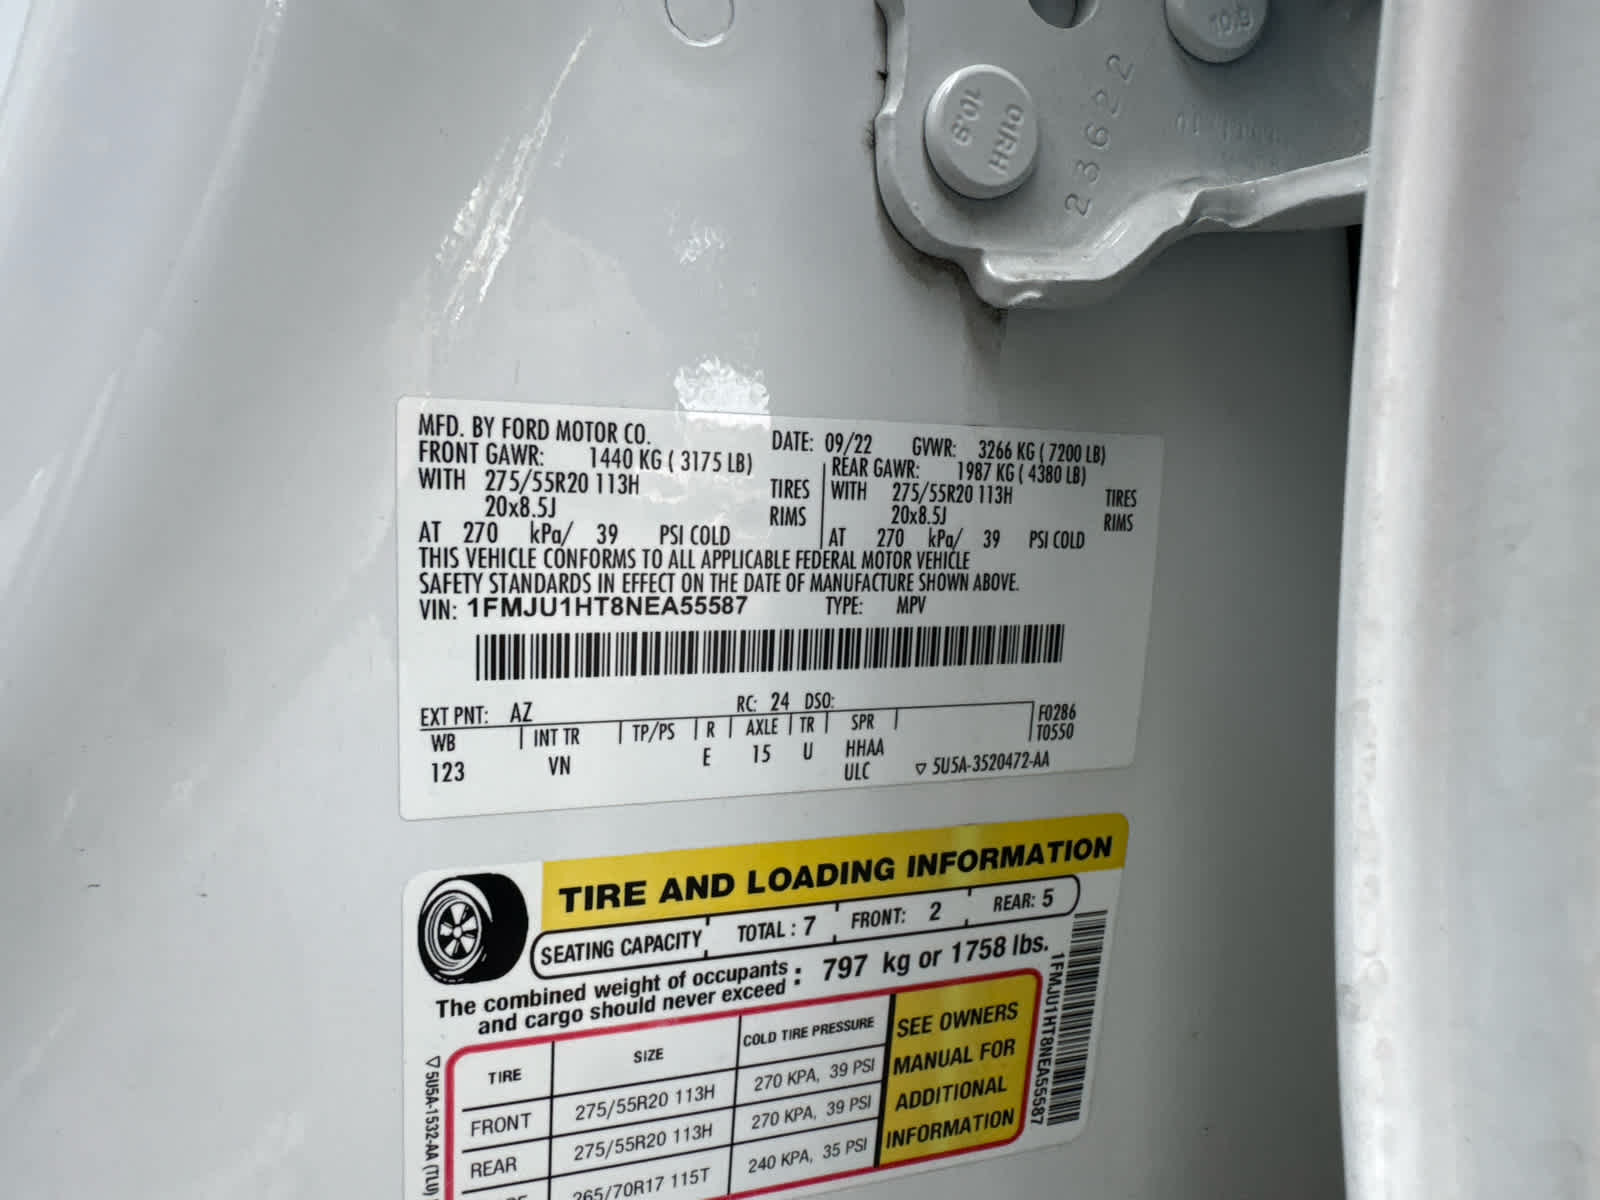 10.9
01RH
10.9
23622
MFD. BY FORD MOTOR CO.
DATE: 09/22 GVWR: 3266 KG ( 7200 LB)
FRONT GAWR: 1440 KG ( 3175 LB)
REAR GAWR: 1987 KG ( 4380 LB)
WITH 275/55R20 113H TIRES
WITH 275/55R20 113H TIRES
20x8.5J RIMS
20x8.5J RIMS
AT 270 kPa/ 39 PSI COLD
AT 270 kPa/ 39 PSI COLD
THIS VEHICLE CONFORMS TO ALL APPLICABLE FEDERAL MOTOR VEHICLE
SAFETY STANDARDS IN EFFECT ON THE DATE OF MANUFACTURE SHOWN ABOVE.
VIN: 1FMJU1HT8NEA55587 TYPE: MPV
EXT PNT: AZ RC: 24 DSO:
WB INT TR TP/PS R AXLE TR SPR F0286
T0550
123 VN E 15 U HHAA
ULC ▽ 5U5A-3520472-AA
TIRE AND LOADING INFORMATION
SEATING CAPACITY TOTAL : 7 FRONT: 2 REAR: 5
The combined weight of occupants
and cargo should never exceed : 797 kg or 1758 lbs.
TIRE SIZE COLD TIRE PRESSURE
FRONT 275/55R20 113H 270 KPA, 39 PSI
REAR 275/55R20 113H 270 KPA, 39 PSI
265/70R17 115T 240 KPA, 35 PSI
SEE OWNERS
MANUAL FOR
ADDITIONAL
INFORMATION
1FMJU1HT8NEA55587
▽ 5U5A-1532-AA (TLU)